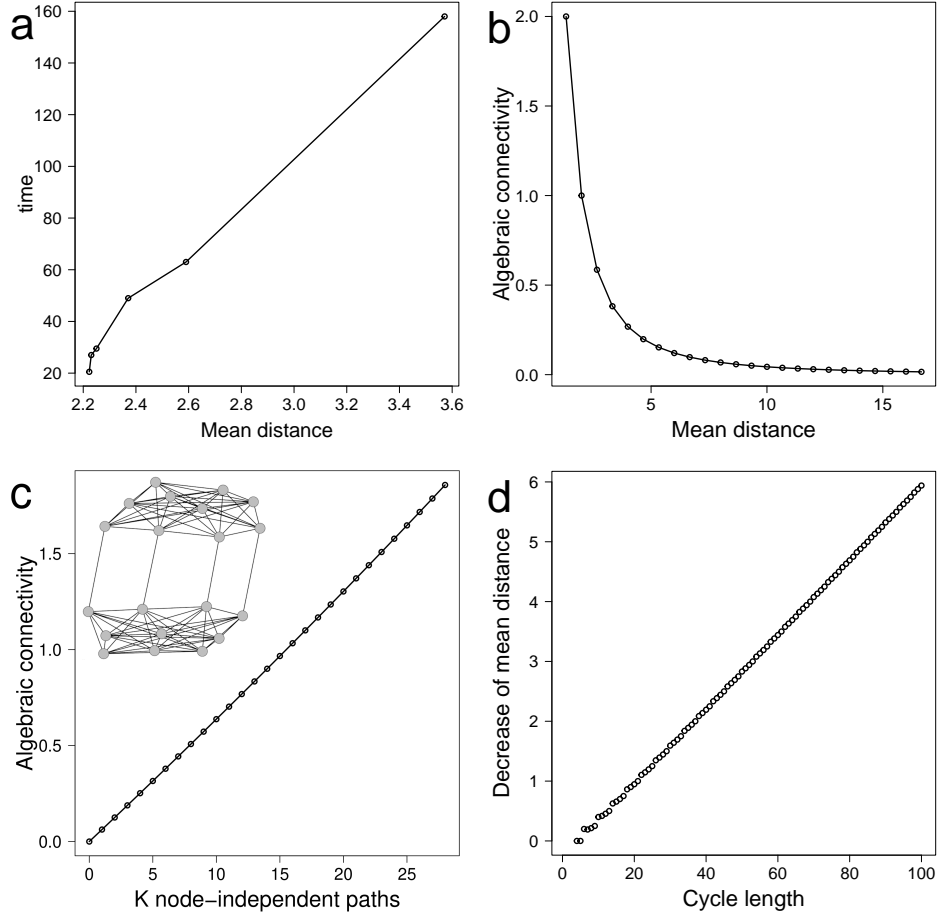 a
time
160
140
120
100
80
60
40
20
2.2 2.4 2.6 2.8 3.0 3.2 3.4 3.6
Mean distance
b
Algebraic connectivity
2.0
1.5
1.0
0.5
0.0
5 10 15
Mean distance
c
Algebraic connectivity
1.5
1.0
0.5
0.0
0 5 10 15 20 25
K node−independent paths
d
Decrease of mean distance
6
5
4
3
2
1
0
0 20 40 60 80 100
Cycle length